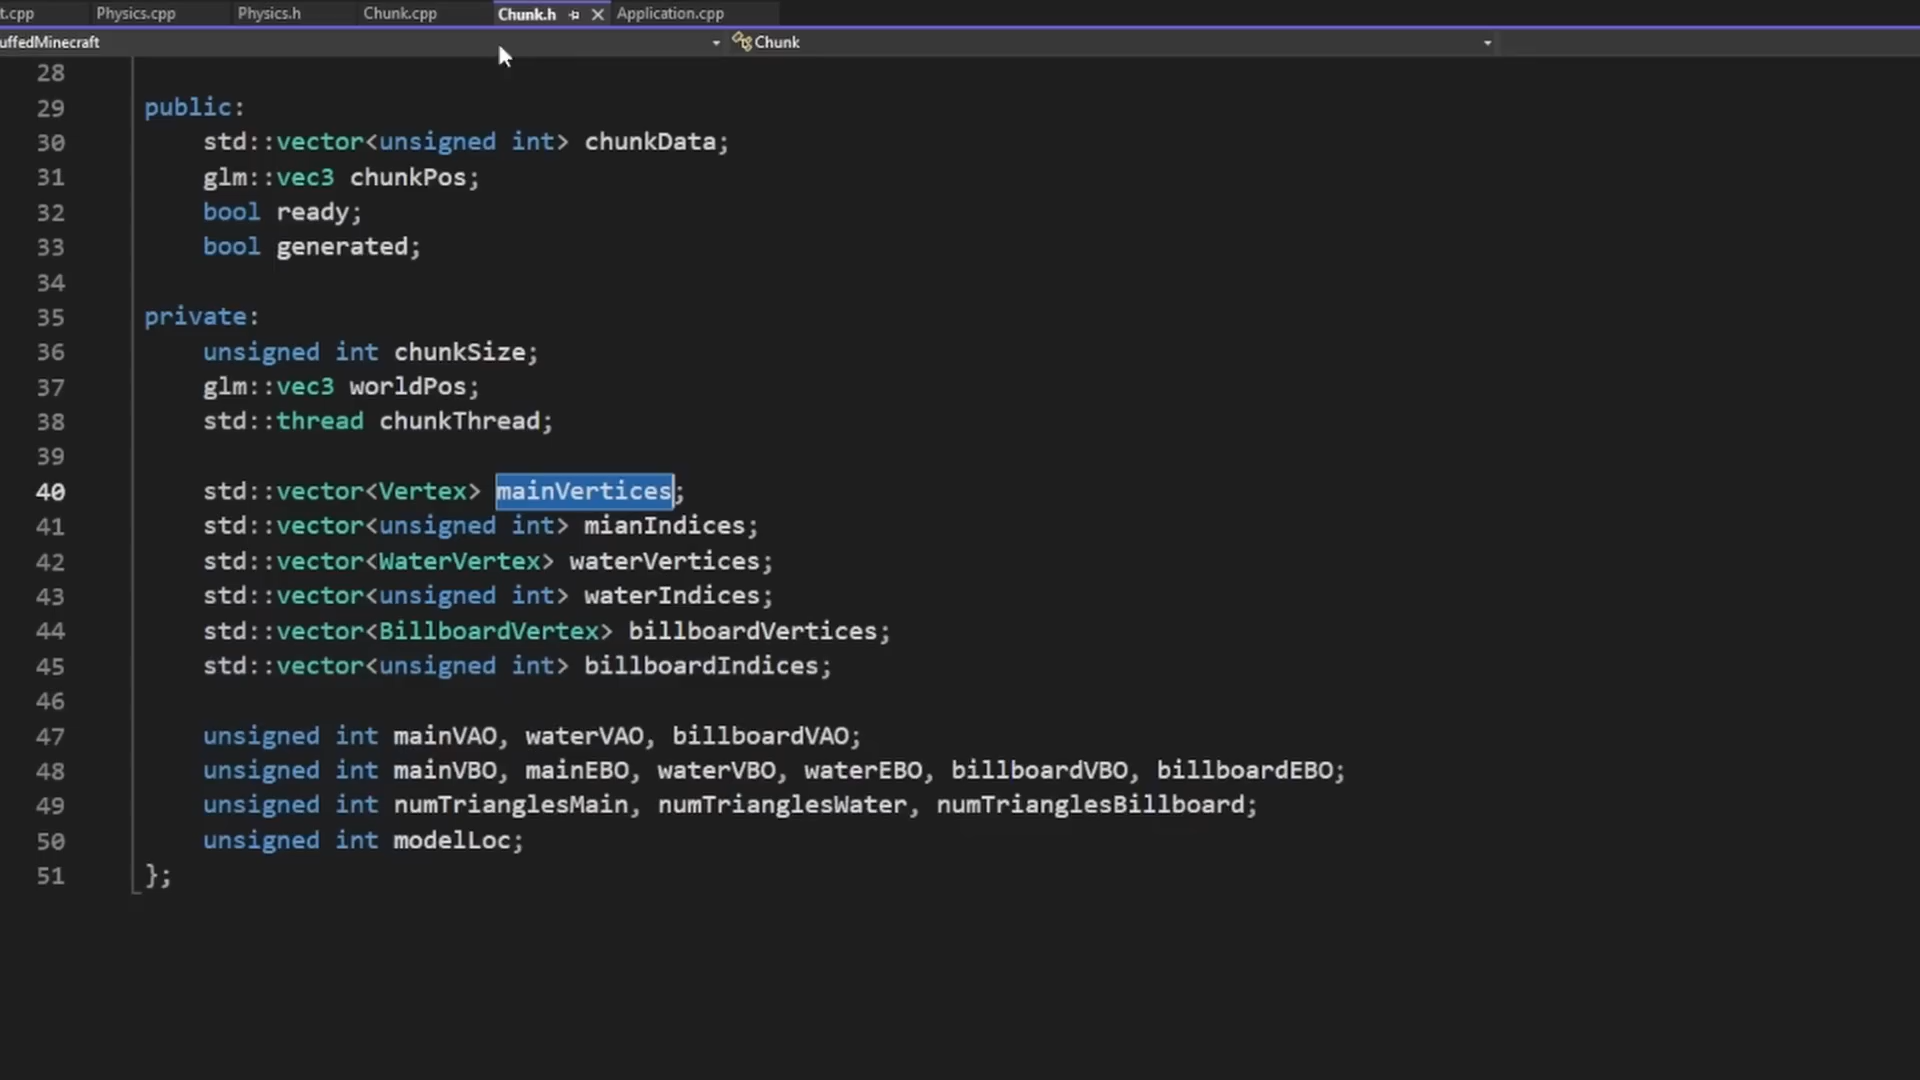 t.cpp Physics.cpp Physics.h Chunk.cpp Chunk.h Application.cpp
uffedMinecraft Chunk
28
29 public:
30 std::vector<unsigned int> chunkData;
31 glm::vec3 chunkPos;
32 bool ready;
33 bool generated;
34
35 private:
36 unsigned int chunkSize;
37 glm::vec3 worldPos;
38 std::thread chunkThread;
39
40 std::vector<Vertex> mainVertices;
41 std::vector<unsigned int> mianIndices;
42 std::vector<WaterVertex> waterVertices;
43 std::vector<unsigned int> waterIndices;
44 std::vector<BillboardVertex> billboardVertices;
45 std::vector<unsigned int> billboardIndices;
46
47 unsigned int mainVAO, waterVAO, billboardVAO;
48 unsigned int mainVBO, mainEBO, waterVBO, waterEBO, billboardVBO, billboardEBO;
49 unsigned int numTrianglesMain, numTrianglesWater, numTrianglesBillboard;
50 unsigned int modelLoc;
51 };